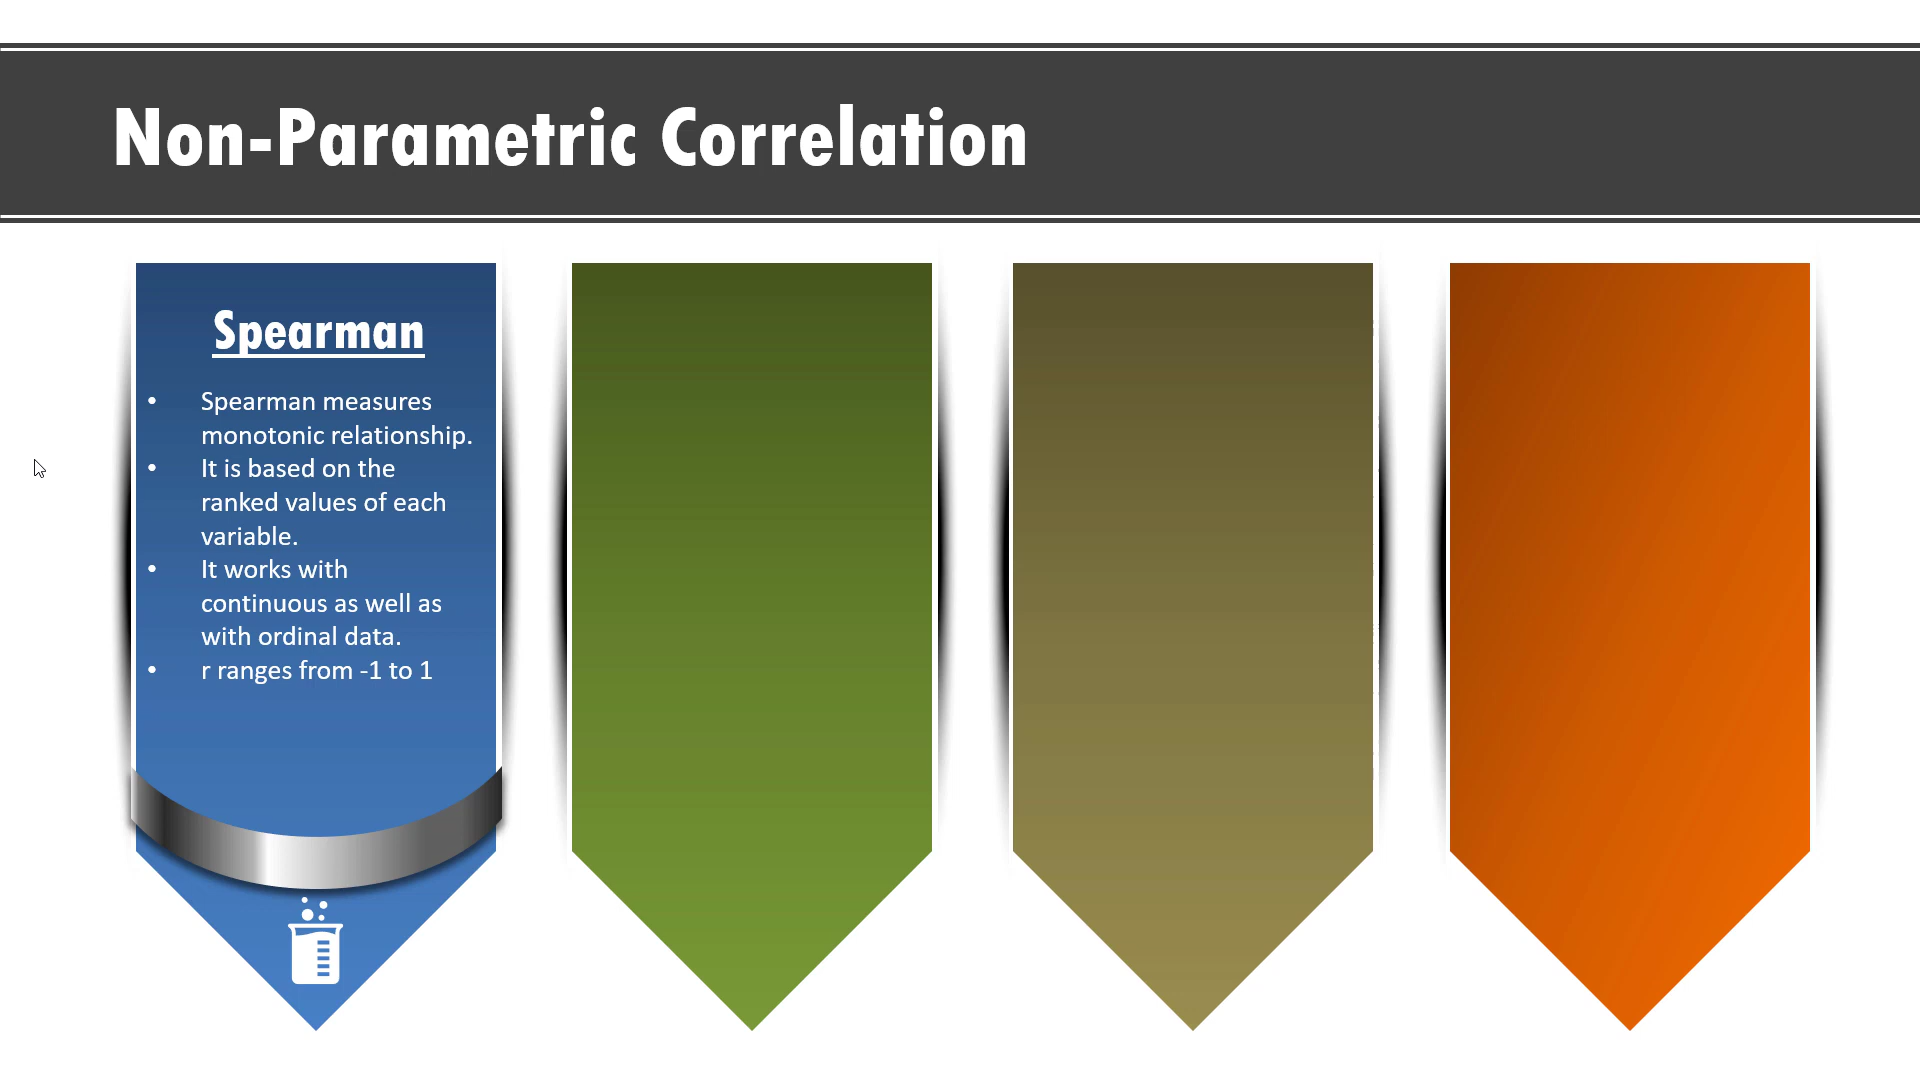 Non-Parametric Correlation
Spearman
• Spearman measures
monotonic relationship.
• It is based on the
ranked values of each
variable.
• It works with
continuous as well as
with ordinal data.
• r ranges from -1 to 1